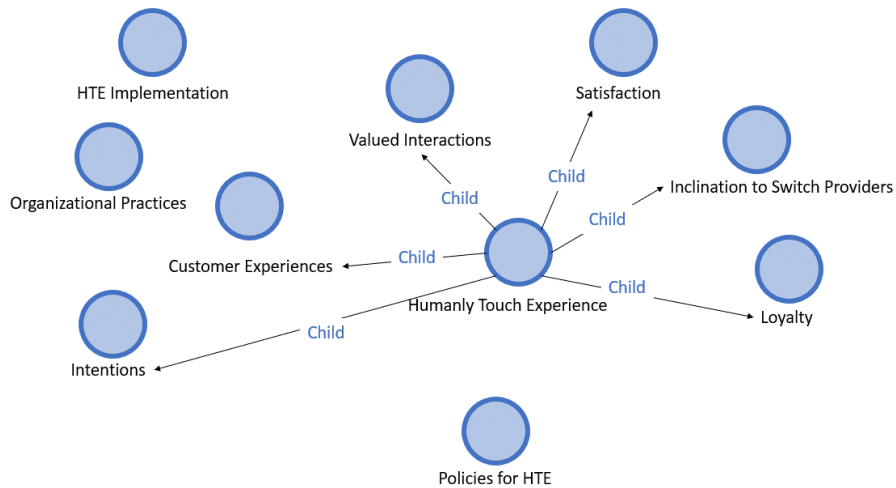 HTE Implementation
Satisfaction
Valued Interactions
Child
Inclination to Switch Providers
Organizational Practices
Child
Child
Customer Experiences
Child
Humanly Touch Experience
Child
Loyalty
Child
Intentions
Policies for HTE